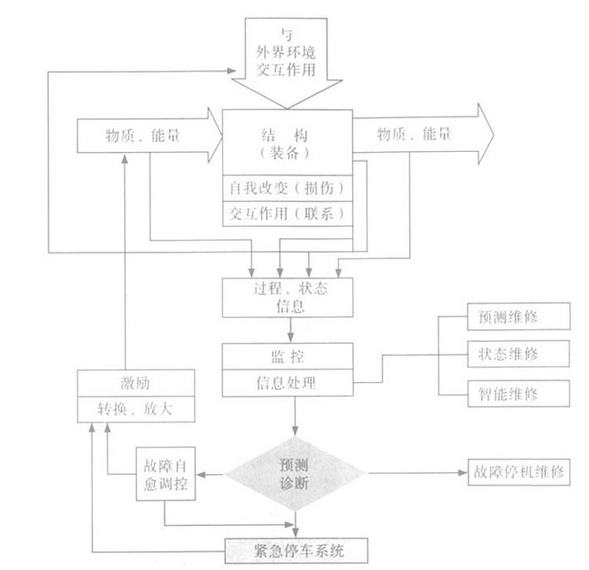 与
外界环境
交互作用
物质、能量
结 构
(装备)
物质、能量
自我改变(损伤)
交互作用(联系)
过程、状态
信息
预测维修
监控
状态维修
信息处理
激励
智能维修
转换、放大
故障自
愈调控
预测
诊断
故障停机维修
紧急停车系统